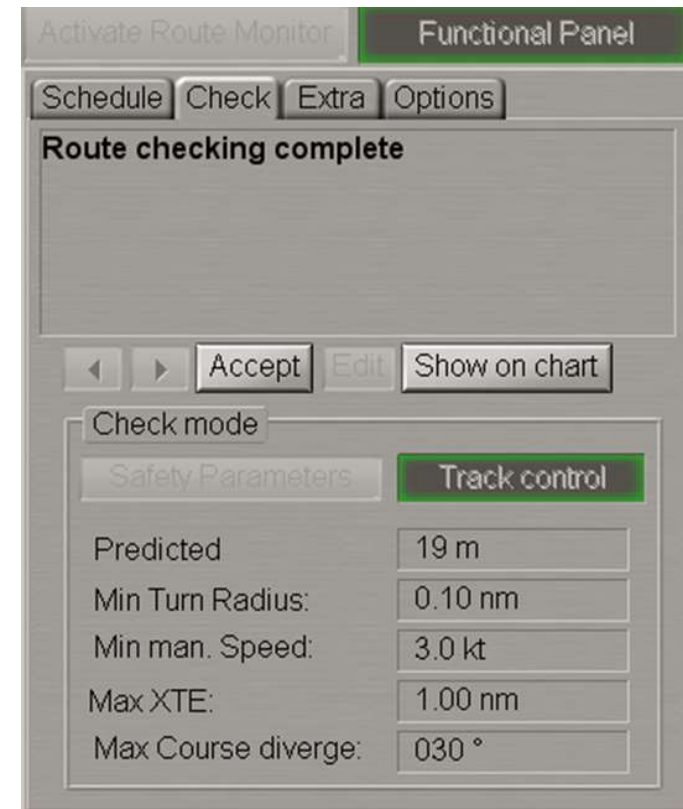 Activate Route Monitor Functional Panel
Schedule Check Extra Options
Route checking complete
Accept Edit Show on chart
Check mode
Safety Parameters Track control
Predicted 19 m
Min Turn Radius: 0.10 nm
Min man. Speed: 3.0 kt
Max XTE: 1.00 nm
Max Course diverge: 030 °